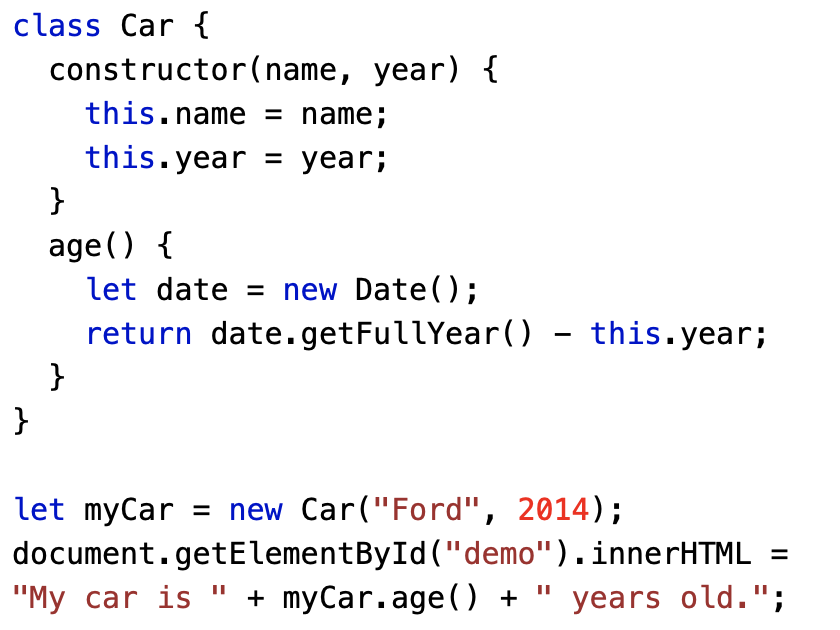 class Car {
  constructor(name, year) {
    this.name = name;
    this.year = year;
  }
  age() {
    let date = new Date();
    return date.getFullYear() – this.year;
  }
}

let myCar = new Car("Ford", 2014);
document.getElementById("demo").innerHTML =
"My car is " + myCar.age() + " years old.";